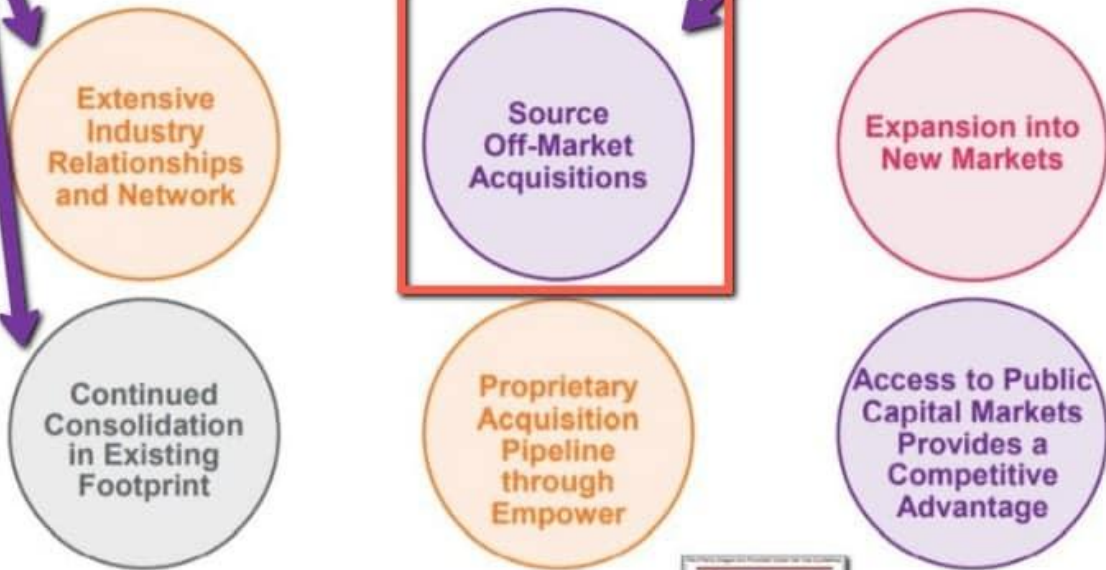 Extensive
Industry
Relationships
and Network
Source
Off-Market
Acquisitions
Expansion into
New Markets
Continued
Consolidation
in Existing
Footprint
Proprietary
Acquisition
Pipeline
through
Empower
Access to Public
Capital Markets
Provides a
Competitive
Advantage